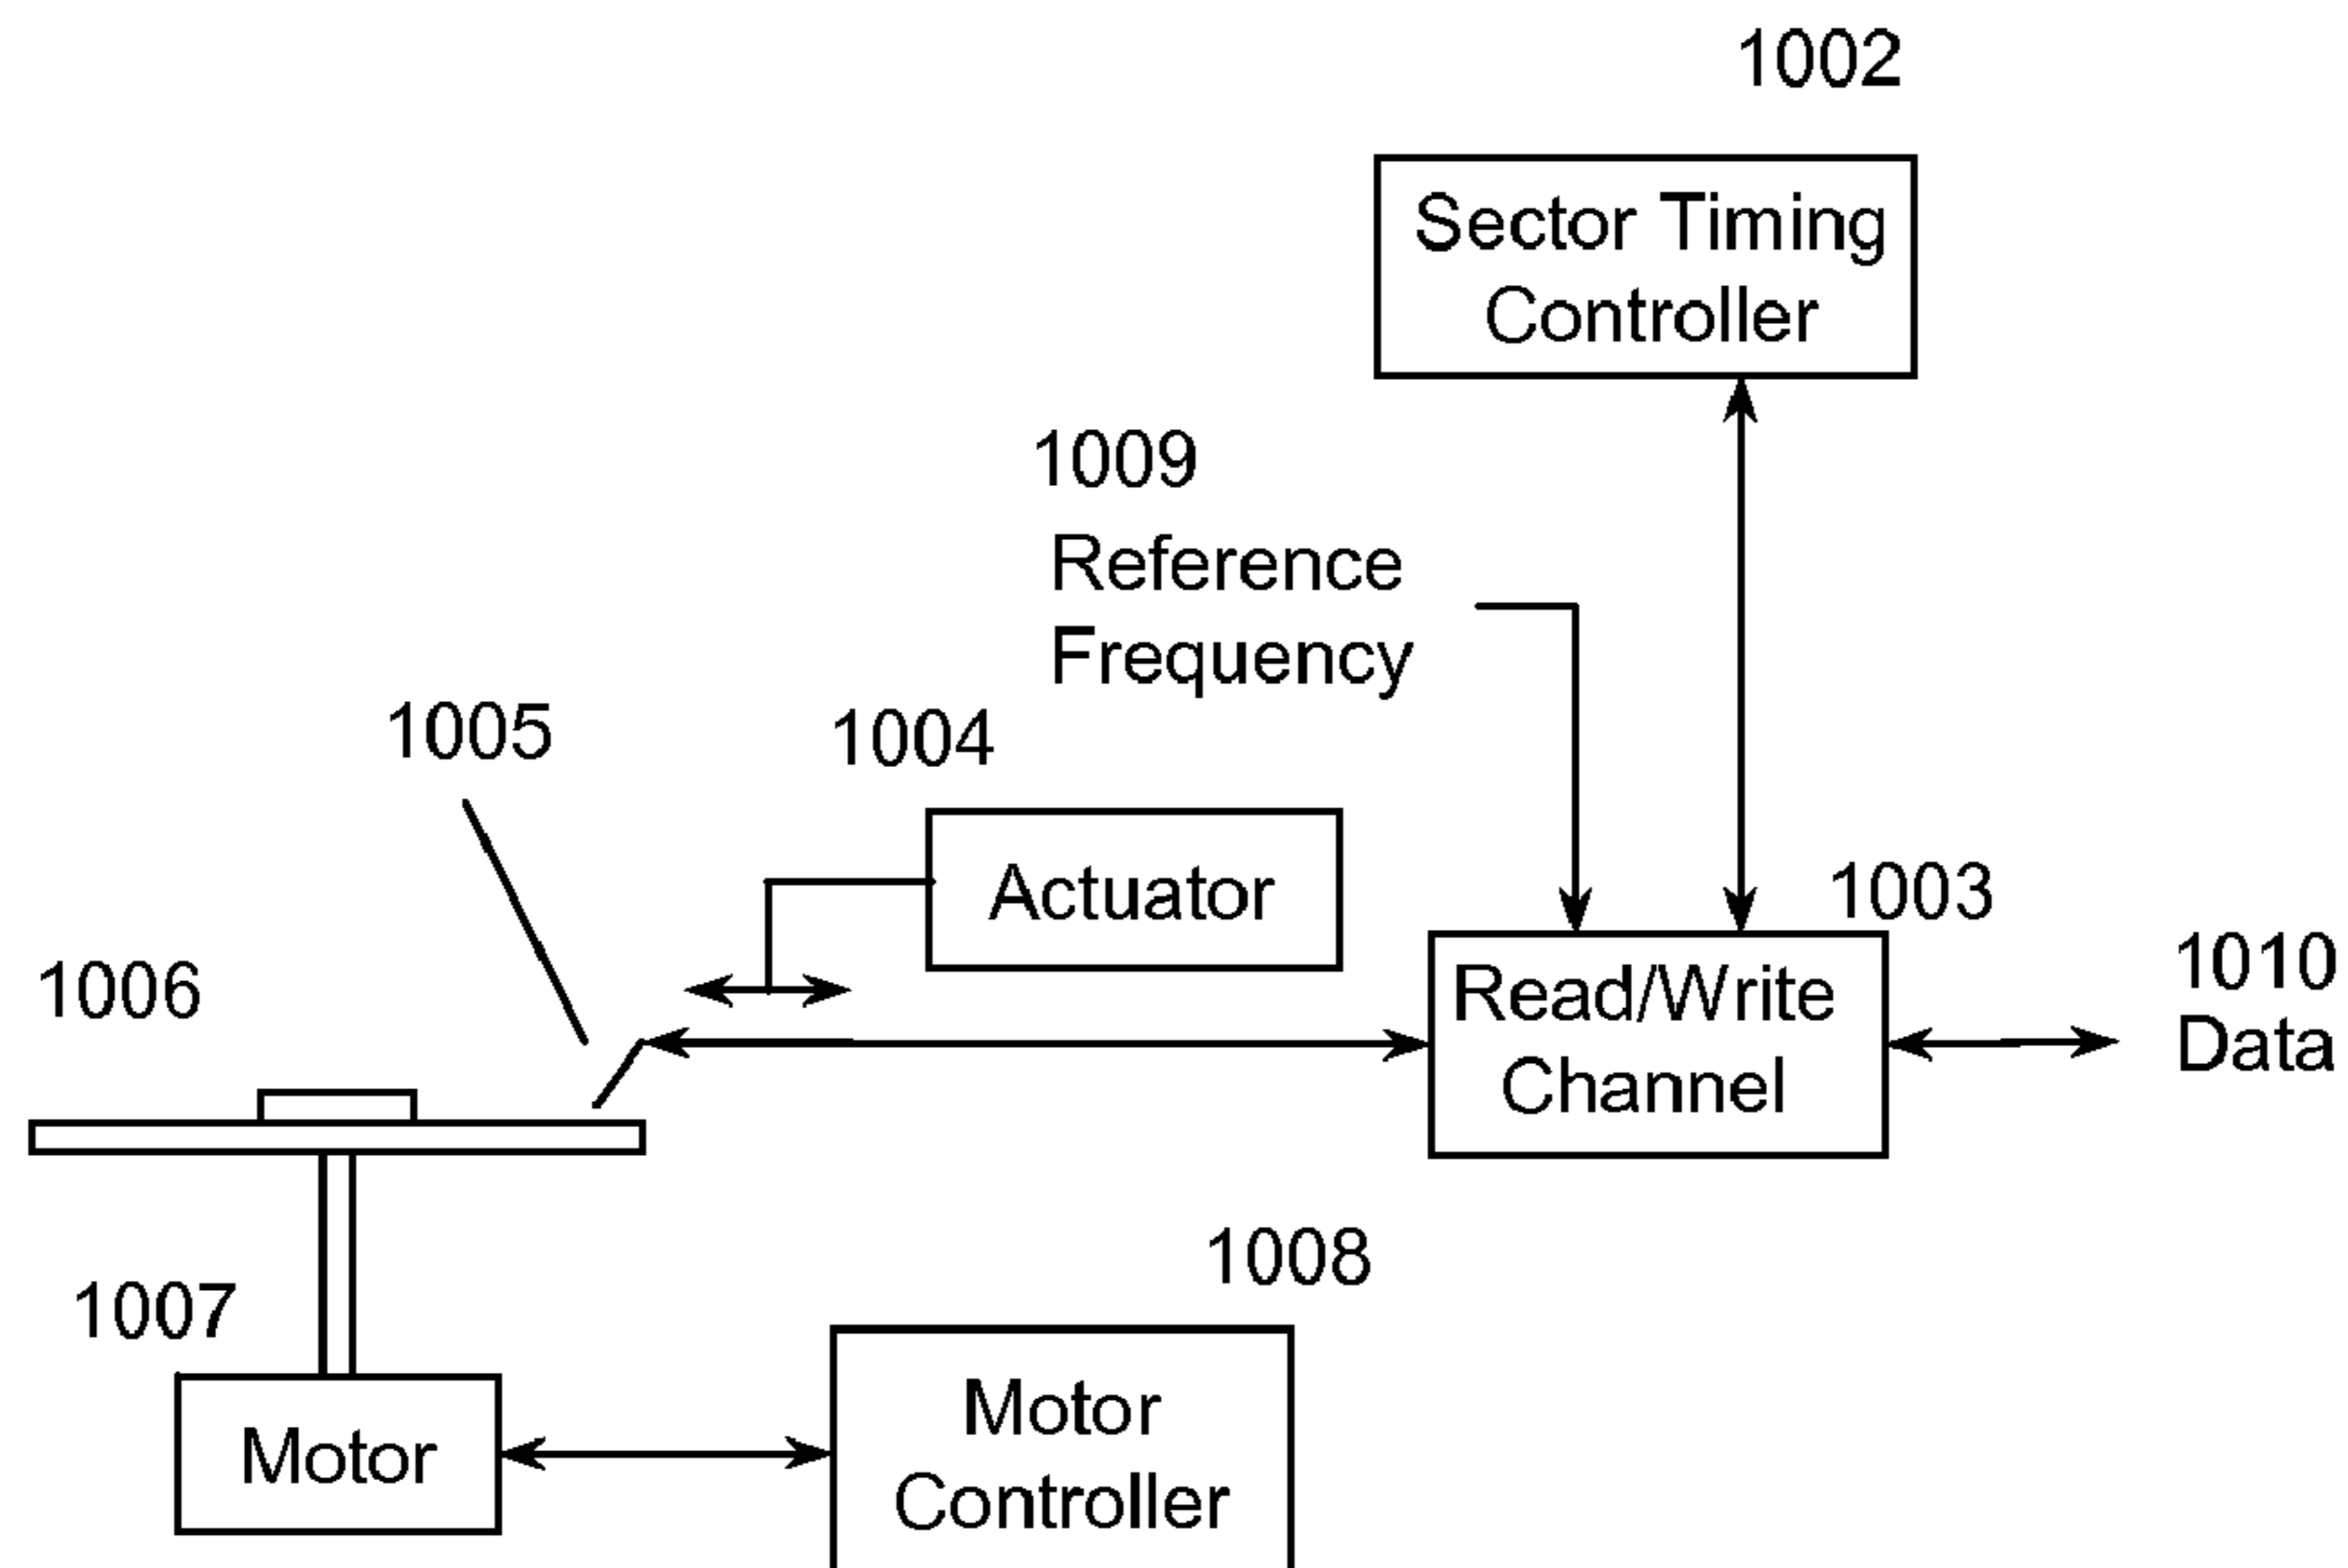 1002
Sector Timing
Controller
1009
Reference
Frequency
1005
1004
Actuator
1003
Read/Write
Channel
1010
Data
1006
1008
1007
Motor
Motor
Controller